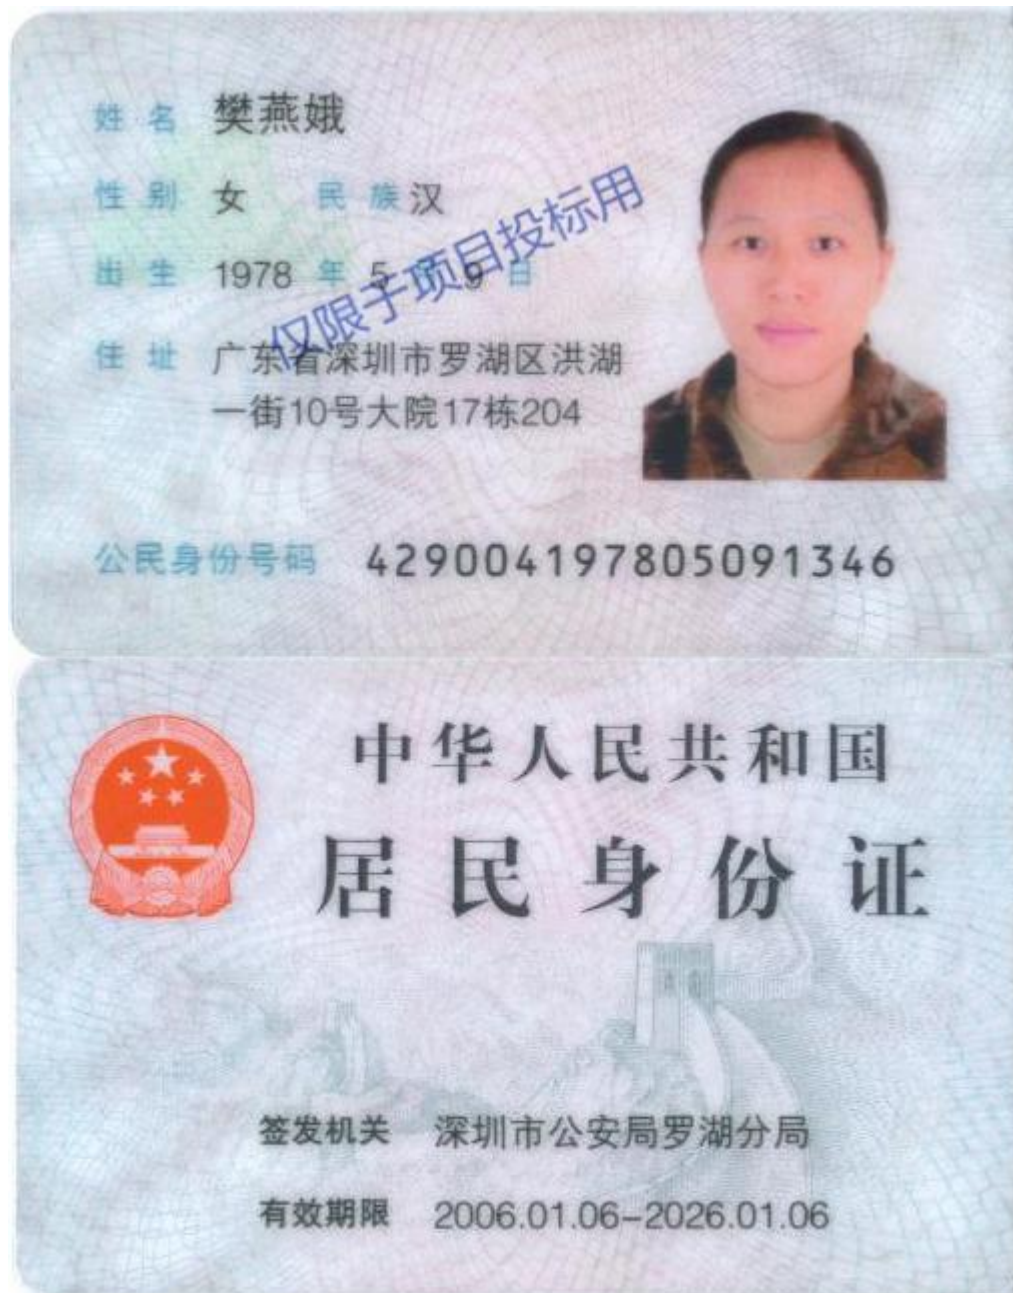 姓名 樊燕娥
性别 女 民族 汉
出生 1978 年 5 月 9 日
住址 广东省深圳市罗湖区洪湖
一街10号大院17栋204
仅限于项目投标用
公民身份号码 429004197805091346
中华人民共和国
居民身份证
签发机关 深圳市公安局罗湖分局
有效期限 2006.01.06-2026.01.06